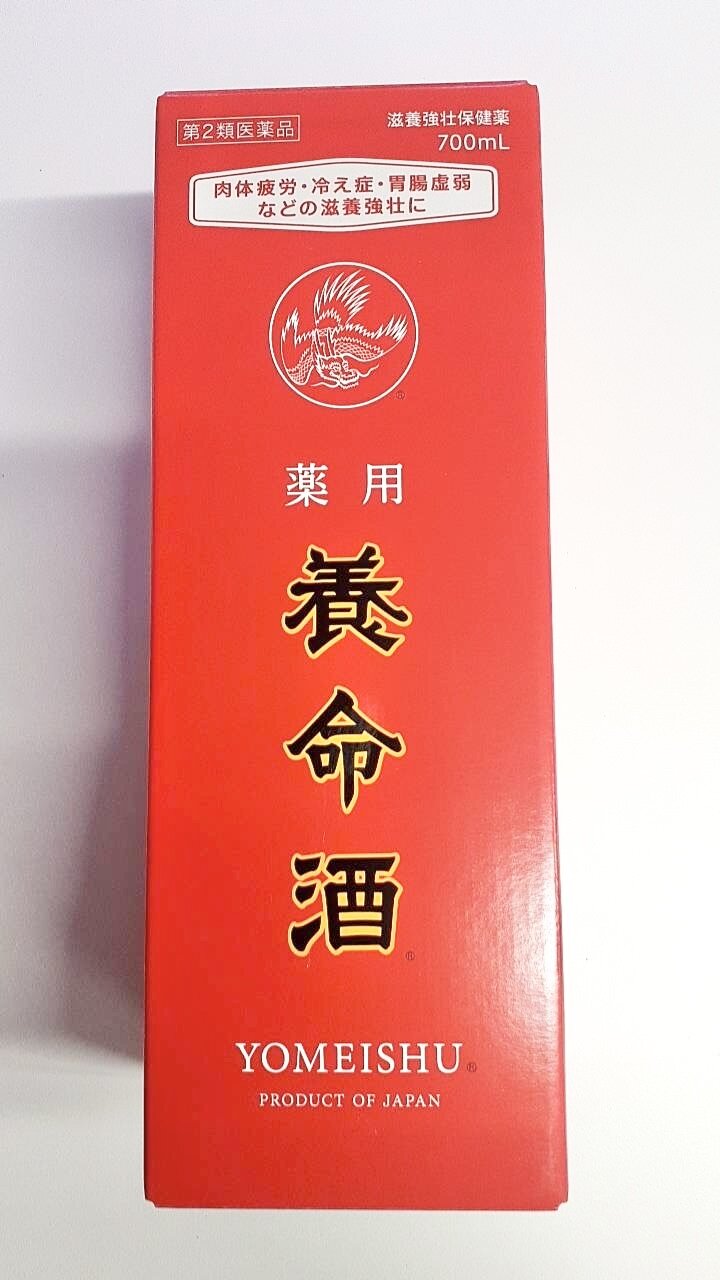 第2類医薬品
滋養強壮保健薬
700mL
肉体疲労・冷え症・胃腸虚弱
などの滋養強壮に
®
薬用
養
命
酒
®
YOMEISHU®
PRODUCT OF JAPAN